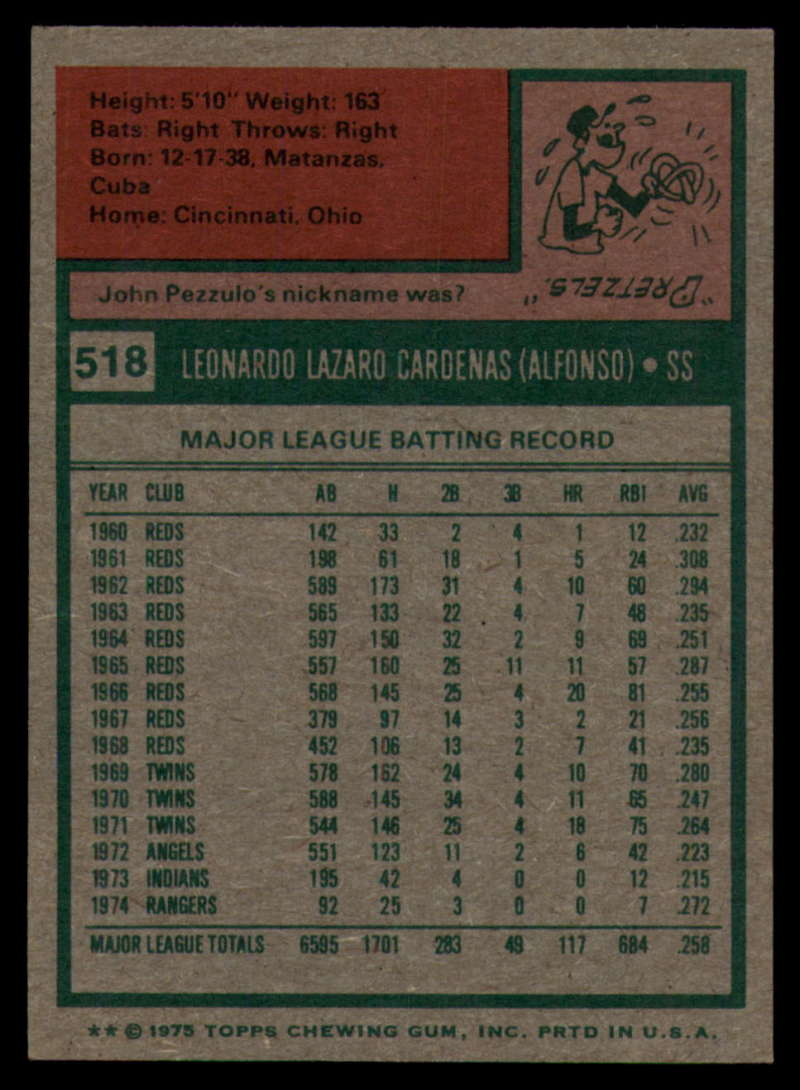 Height: 5'10" Weight: 163
Bats: Right Throws: Right
Born: 12-17-38, Matanzas,
Cuba
Home: Cincinnati, Ohio
John Pezzulo's nickname was?
"PRETZELS."
518 LEONARDO LAZARO CARDENAS (ALFONSO) • SS
MAJOR LEAGUE BATTING RECORD
YEAR CLUB AB H 2B 3B HR RBI AVG
1960 REDS 142 33 2 4 1 12 .232
1961 REDS 198 61 18 1 5 24 .308
1962 REDS 589 173 31 4 10 60 .294
1963 REDS 565 133 22 4 7 48 .235
1964 REDS 597 150 32 2 9 69 .251
1965 REDS 557 160 25 11 11 57 .287
1966 REDS 568 145 25 4 20 81 .255
1967 REDS 379 97 14 3 2 21 .256
1968 REDS 452 106 13 2 7 41 .235
1969 TWINS 578 162 24 4 10 70 .280
1970 TWINS 588 145 34 4 11 65 .247
1971 TWINS 544 146 25 4 18 75 .264
1972 ANGELS 551 123 11 2 6 42 .223
1973 INDIANS 195 42 4 0 0 12 .215
1974 RANGERS 92 25 3 0 0 7 .272
MAJOR LEAGUE TOTALS 6595 1701 283 49 117 684 .258
** © 1975 TOPPS CHEWING GUM, INC. PRTD IN U.S.A.